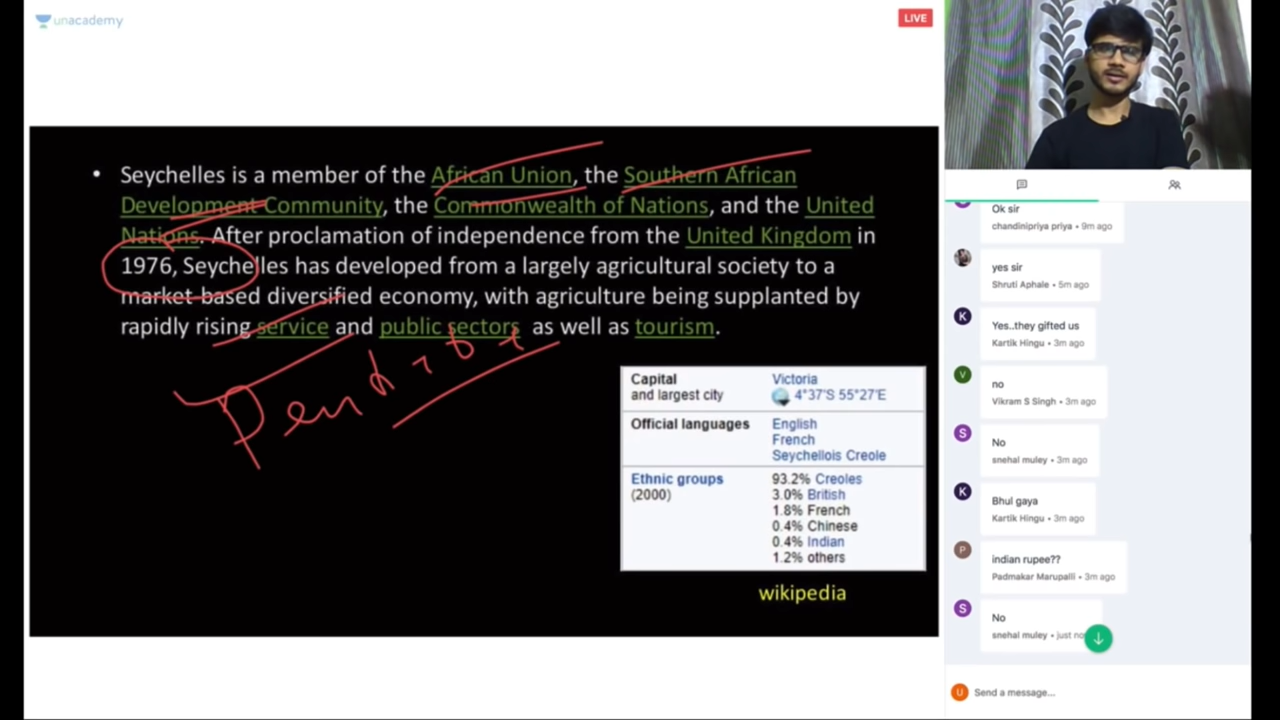 unacademy
LIVE
• Seychelles is a member of the African Union, the Southern African
Development Community, the Commonwealth of Nations, and the United
Nations. After proclamation of independence from the United Kingdom in
1976, Seychelles has developed from a largely agricultural society to a
market-based diversified economy, with agriculture being supplanted by
rapidly rising service and public sectors as well as tourism.
Capital Victoria
and largest city 4°37'S 55°27'E
Official languages English
French
Seychellois Creole
Ethnic groups 93.2% Creoles
(2000) 3.0% British
1.8% French
0.4% Chinese
0.4% Indian
1.2% others
wikipedia
Ok sir
chandinipriya priya • 9m ago
yes sir
Shruti Aphale • 5m ago
K
Yes..they gifted us
Kartik Hingu • 3m ago
V
no
Vikram S Singh • 3m ago
S
No
snehal muley • 3m ago
K
Bhul gaya
Kartik Hingu • 3m ago
P
indian rupee??
Padmakar Marupalli • 3m ago
S
No
snehal muley • just
U
Send a message...